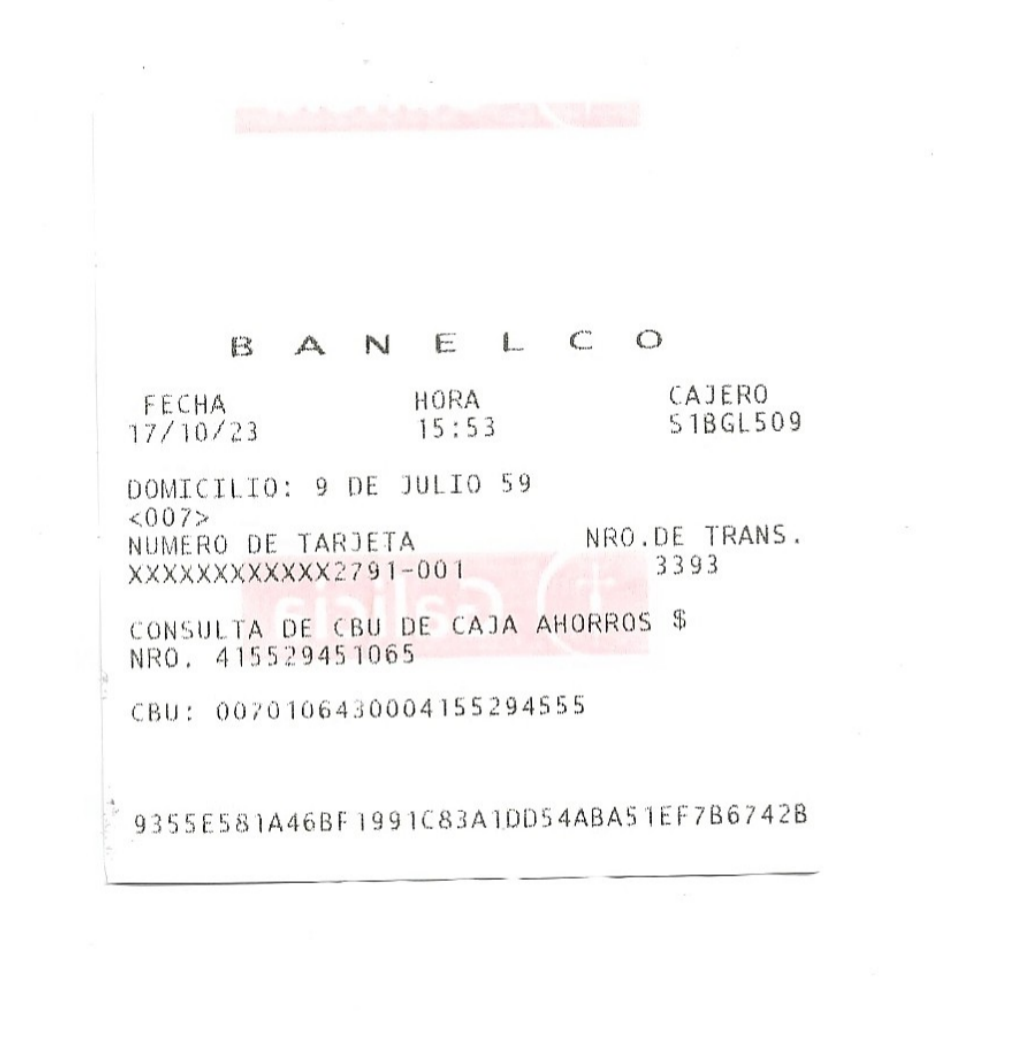 B A N E L C O
FECHA HORA CAJERO
17/10/23 15:53 S1BGL509
DOMICILIO: 9 DE JULIO 59
<007>
NUMERO DE TARJETA NRO.DE TRANS.
XXXXXXXXXXXX2791-001 3393
Galicia
CONSULTA DE CBU DE CAJA AHORROS $
NRO. 415529451065
CBU: 0070106430004155294555
9355E581A46BF1991C83A1DD54ABA51EF7B6742B